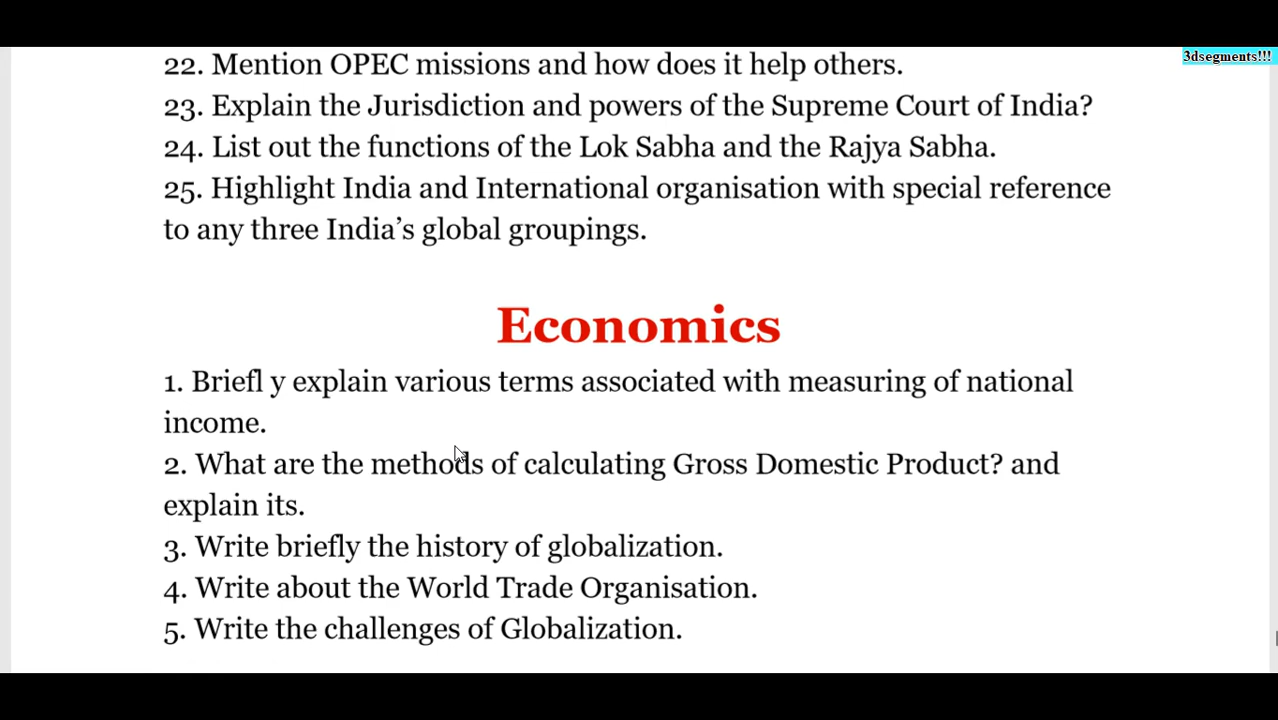 3dsegments!!!
22. Mention OPEC missions and how does it help others.
23. Explain the Jurisdiction and powers of the Supreme Court of India?
24. List out the functions of the Lok Sabha and the Rajya Sabha.
25. Highlight India and International organisation with special reference
to any three India’s global groupings.
Economics
1. Briefl y explain various terms associated with measuring of national
income.
2. What are the methods of calculating Gross Domestic Product? and
explain its.
3. Write briefly the history of globalization.
4. Write about the World Trade Organisation.
5. Write the challenges of Globalization.